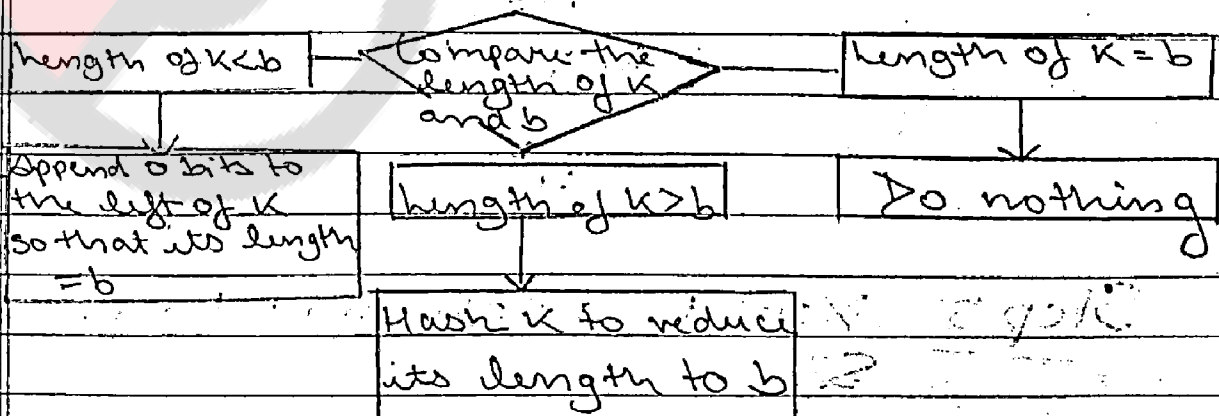 Length of K<b
Compare the
length of K
and b
Length of K = b
Append 0 bits to
the left of K
so that its length
= b
Length of K>b
Do nothing
Hash K to reduce
its length to b